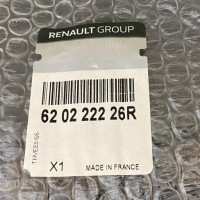 RENAULT GROUP
62 02 222 26R
X1
MADE IN FRANCE